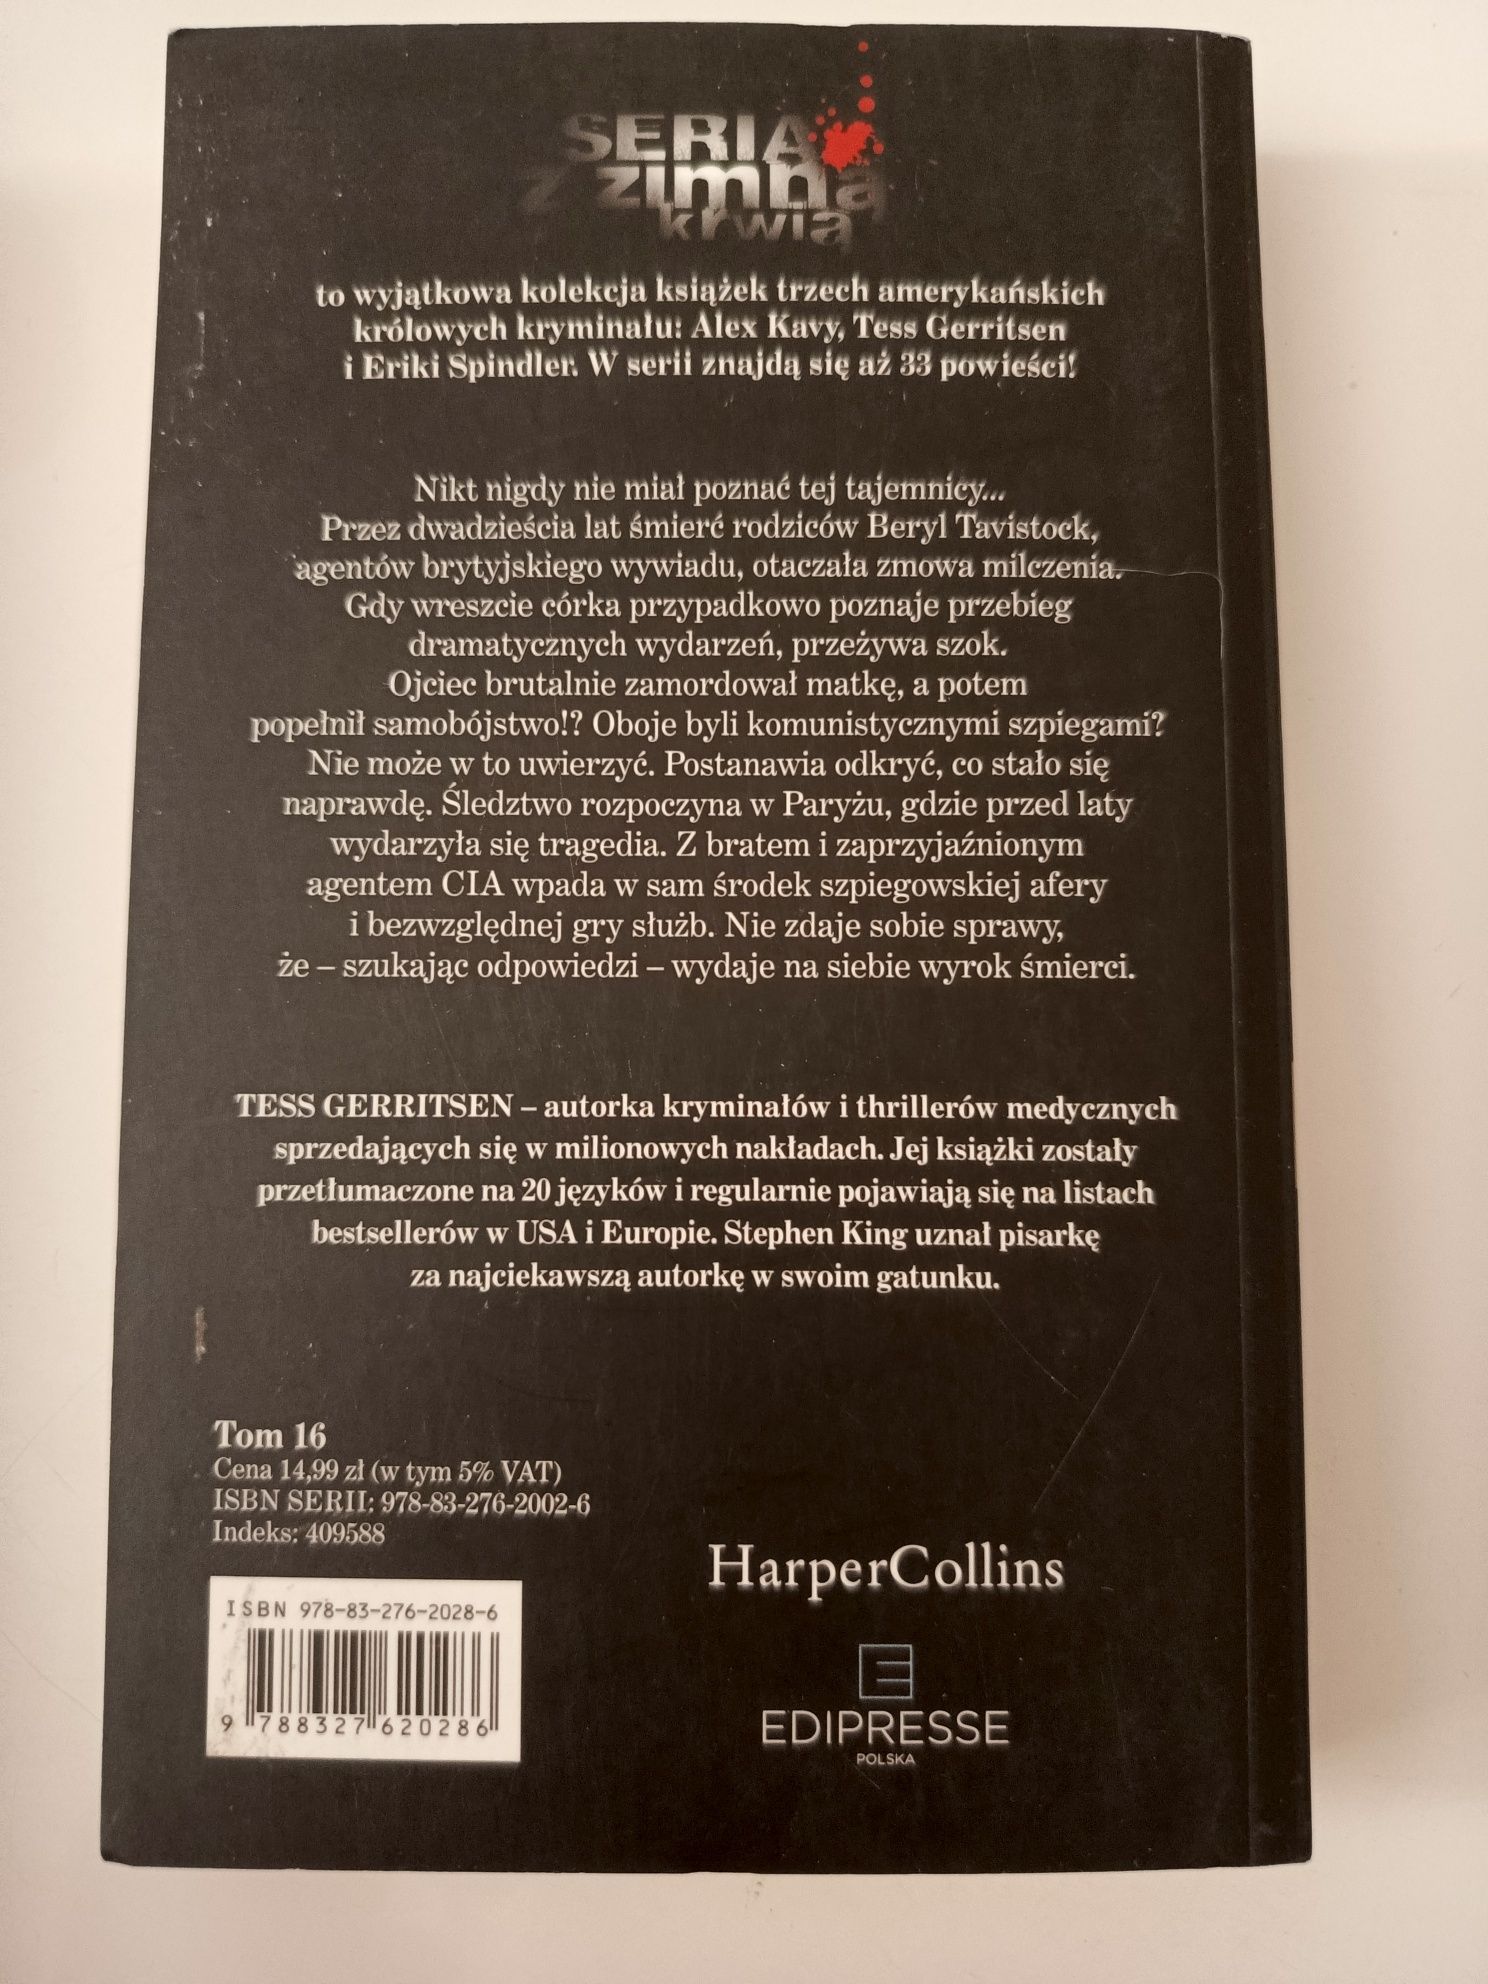 SERIA
z zimną
krwią
to wyjątkowa kolekcja książek trzech amerykańskich
królowych kryminału: Alex Kavy, Tess Gerritsen
i Eriki Spindler. W serii znajdą się aż 33 powieści!
Nikt nigdy nie miał poznać tej tajemnicy...
Przez dwadzieścia lat śmierć rodziców Beryl Tavistock,
agentów brytyjskiego wywiadu, otaczała zmowa milczenia.
Gdy wreszcie córka przypadkowo poznaje przebieg
dramatycznych wydarzeń, przeżywa szok.
Ojciec brutalnie zamordował matkę, a potem
popełnił samobójstwo!? Oboje byli komunistycznymi szpiegami?
Nie może w to uwierzyć. Postanawia odkryć, co stało się
naprawdę. Śledztwo rozpoczyna w Paryżu, gdzie przed laty
wydarzyła się tragedia. Z bratem i zaprzyjaźnionym
agentem CIA wpada w sam środek szpiegowskiej afery
i bezwzględnej gry służb. Nie zdaje sobie sprawy,
że – szukając odpowiedzi – wydaje na siebie wyrok śmierci.
TESS GERRITSEN – autorka kryminałów i thrillerów medycznych
sprzedających się w milionowych nakładach. Jej książki zostały
przetłumaczone na 20 języków i regularnie pojawiają się na listach
bestsellerów w USA i Europie. Stephen King uznał pisarkę
za najciekawszą autorkę w swoim gatunku.
Tom 16
Cena 14,99 zł (w tym 5% VAT)
ISBN SERII: 978-83-276-2002-6
Indeks: 409588
ISBN 978-83-276-2028-6
9 788327 620286
HarperCollins
EDIPRESSE
POLSKA